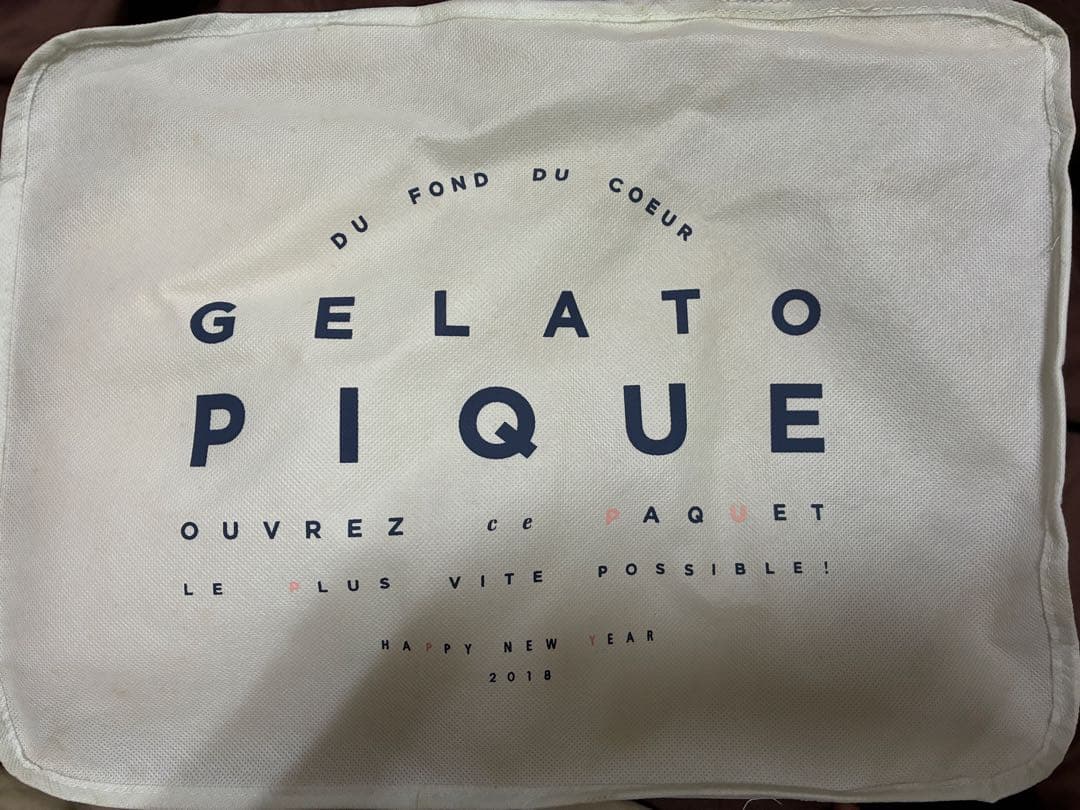 DU FOND DU COEUR
GELATO
PIQUE
OUVREZ ce PAQUET
LE PLUS VITE POSSIBLE!
HAPPY NEW YEAR
2018